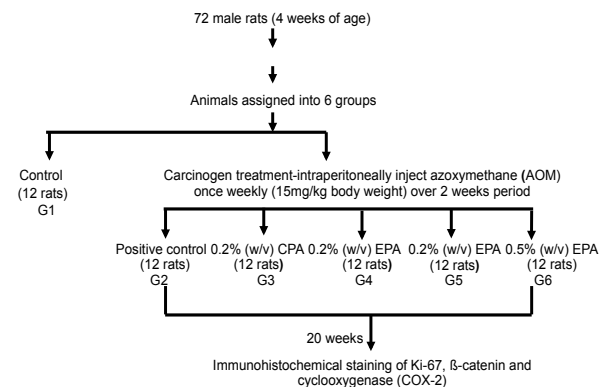 72 male rats (4 weeks of age)
Animals assigned into 6 groups
Control
(12 rats)
G1
Carcinogen treatment-intraperitoneally inject azoxymethane (AOM)
once weekly (15mg/kg body weight) over 2 weeks period
Positive control 0.2% (w/v) CPA 0.2% (w/v) EPA 0.2% (w/v) EPA 0.5% (w/v) EPA
(12 rats) (12 rats) (12 rats) (12 rats) (12 rats)
G2 G3 G4 G5 G6
20 weeks
Immunohistochemical staining of Ki-67, ß-catenin and
cyclooxygenase (COX-2)